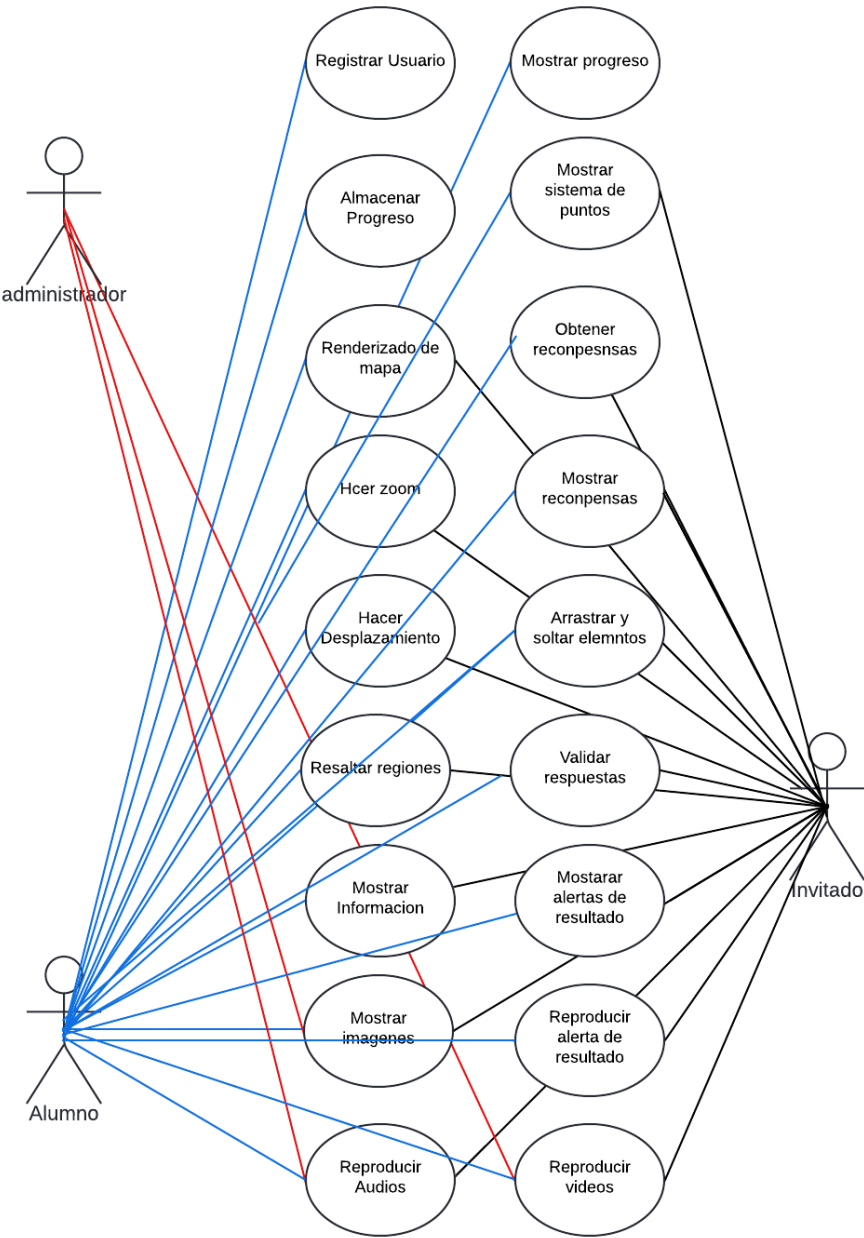 Registrar Usuario
Mostrar progreso
Mostrar
sistema de
puntos
Almacenar
Progreso
administrador
Renderizado de
mapa
Obtener
reconpesnsas
Hcer zoom
Mostrar
reconpensas
Hacer
Desplazamiento
Arrastrar y
soltar elemntos
Resaltar regiones
Validar
respuestas
Mostrar
Informacion
Mostarar
alertas de
resultado
Invitado
Mostrar
imagenes
Reproducir
alerta de
resultado
Alumno
Reproducir
Audios
Reproducir
videos